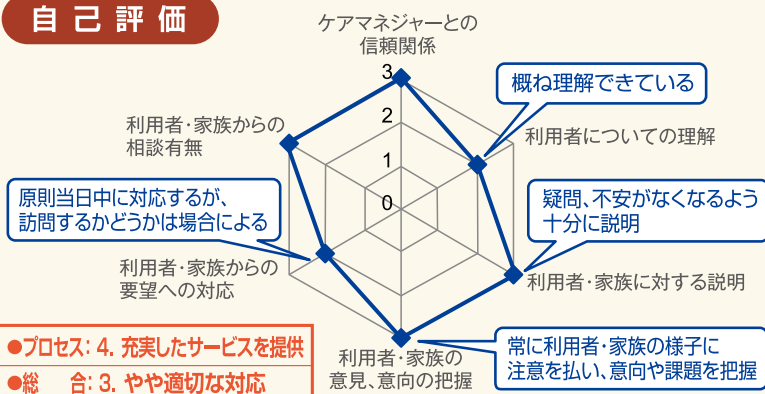 自己評価
ケアマネジャーとの
信頼関係
3
2
1
0
概ね理解できている
利用者についての理解
利用者・家族からの
相談有無
原則当日中に対応するが、
訪問するかどうかは場合による
疑問、不安がなくなるよう
十分に説明
利用者・家族からの
要望への対応
利用者・家族に対する説明
●プロセス：4. 充実したサービスを提供
●総　合：3. やや適切な対応
利用者・家族の
意見、意向の把握
常に利用者・家族の様子に
注意を払い、意向や課題を把握